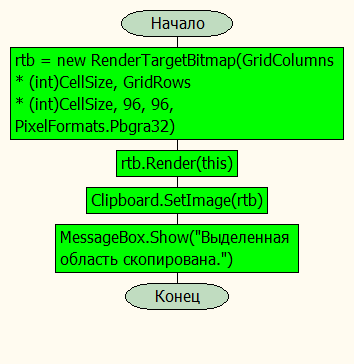 Начало
rtb = new RenderTargetBitmap(GridColumns
* (int)CellSize, GridRows
* (int)CellSize, 96, 96,
PixelFormats.Pbgra32)
rtb.Render(this)
Clipboard.SetImage(rtb)
MessageBox.Show("Выделенная
область скопирована.")
Конец